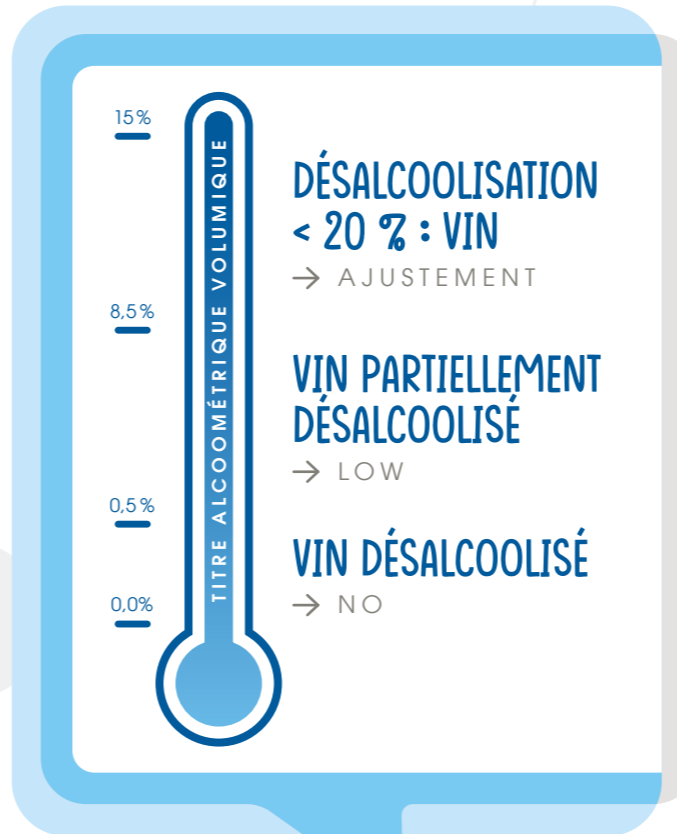 15%
8,5%
0,5%
0,0%
TITRE ALCOOMÉTRIQUE VOLUMIQUE
DÉSALCOOLISATION
< 20 % : VIN
→ AJUSTEMENT
VIN PARTIELLEMENT
DÉSALCOOLISÉ
→ LOW
VIN DÉSALCOOLISÉ
→ NO